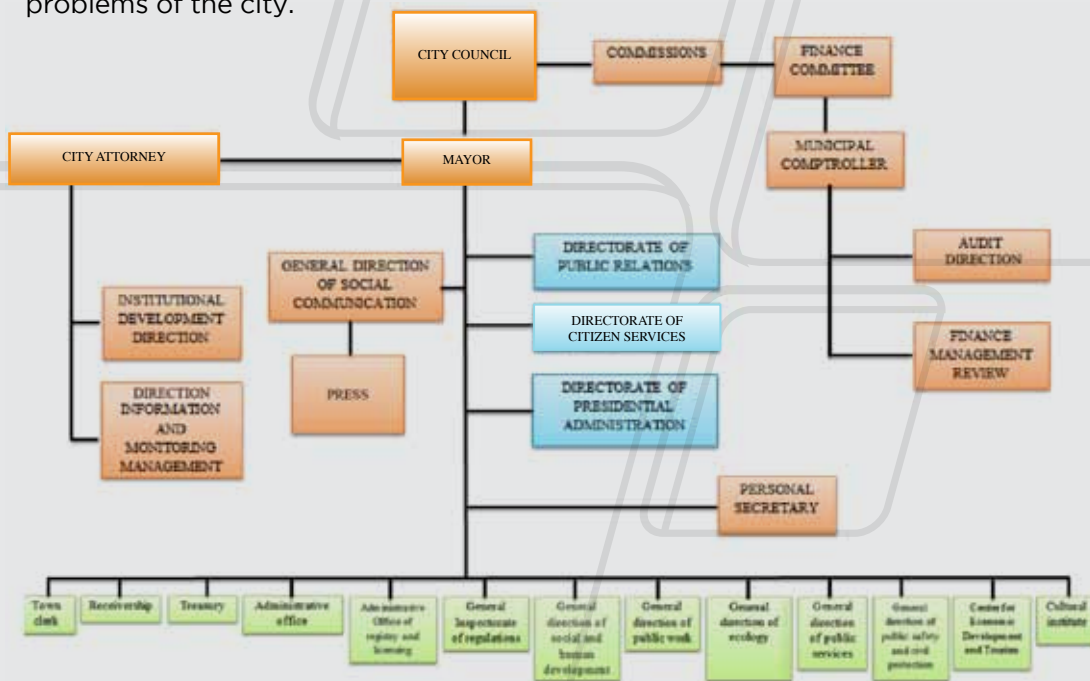 problems of the city.
CITY COUNCIL
COMMISSIONS
FINANCE
COMMITTEE
CITY ATTORNEY
MAYOR
MUNICIPAL
COMPTROLLER
DIRECTORATE OF
PUBLIC RELATIONS
AUDIT
DIRECTION
GENERAL DIRECTION
OF SOCIAL
COMMUNICATION
INSTITUTIONAL
DEVELOPMENT
DIRECTION
DIRECTORATE OF
CITIZEN SERVICES
FINANCE
MANAGEMENT
REVIEW
PRESS
DIRECTORATE OF
PRESIDENTIAL
ADMINISTRATION
DIRECTION
INFORMATION
AND
MONITORING
MANAGEMENT
PERSONAL
SECRETARY
Town
clerk
Receivership
Treasury
Administrative
office
Administrative
Office of
registry and
licensing
General
Inspectorate
of regulations
General
direction of
social and
human
development
General
direction of
public work
General
direction of
ecology
General
direction
of public
services
General
direction of
public safety
and civil
protection
Center for
Economic
Development
and Tourism
Cultural
institute